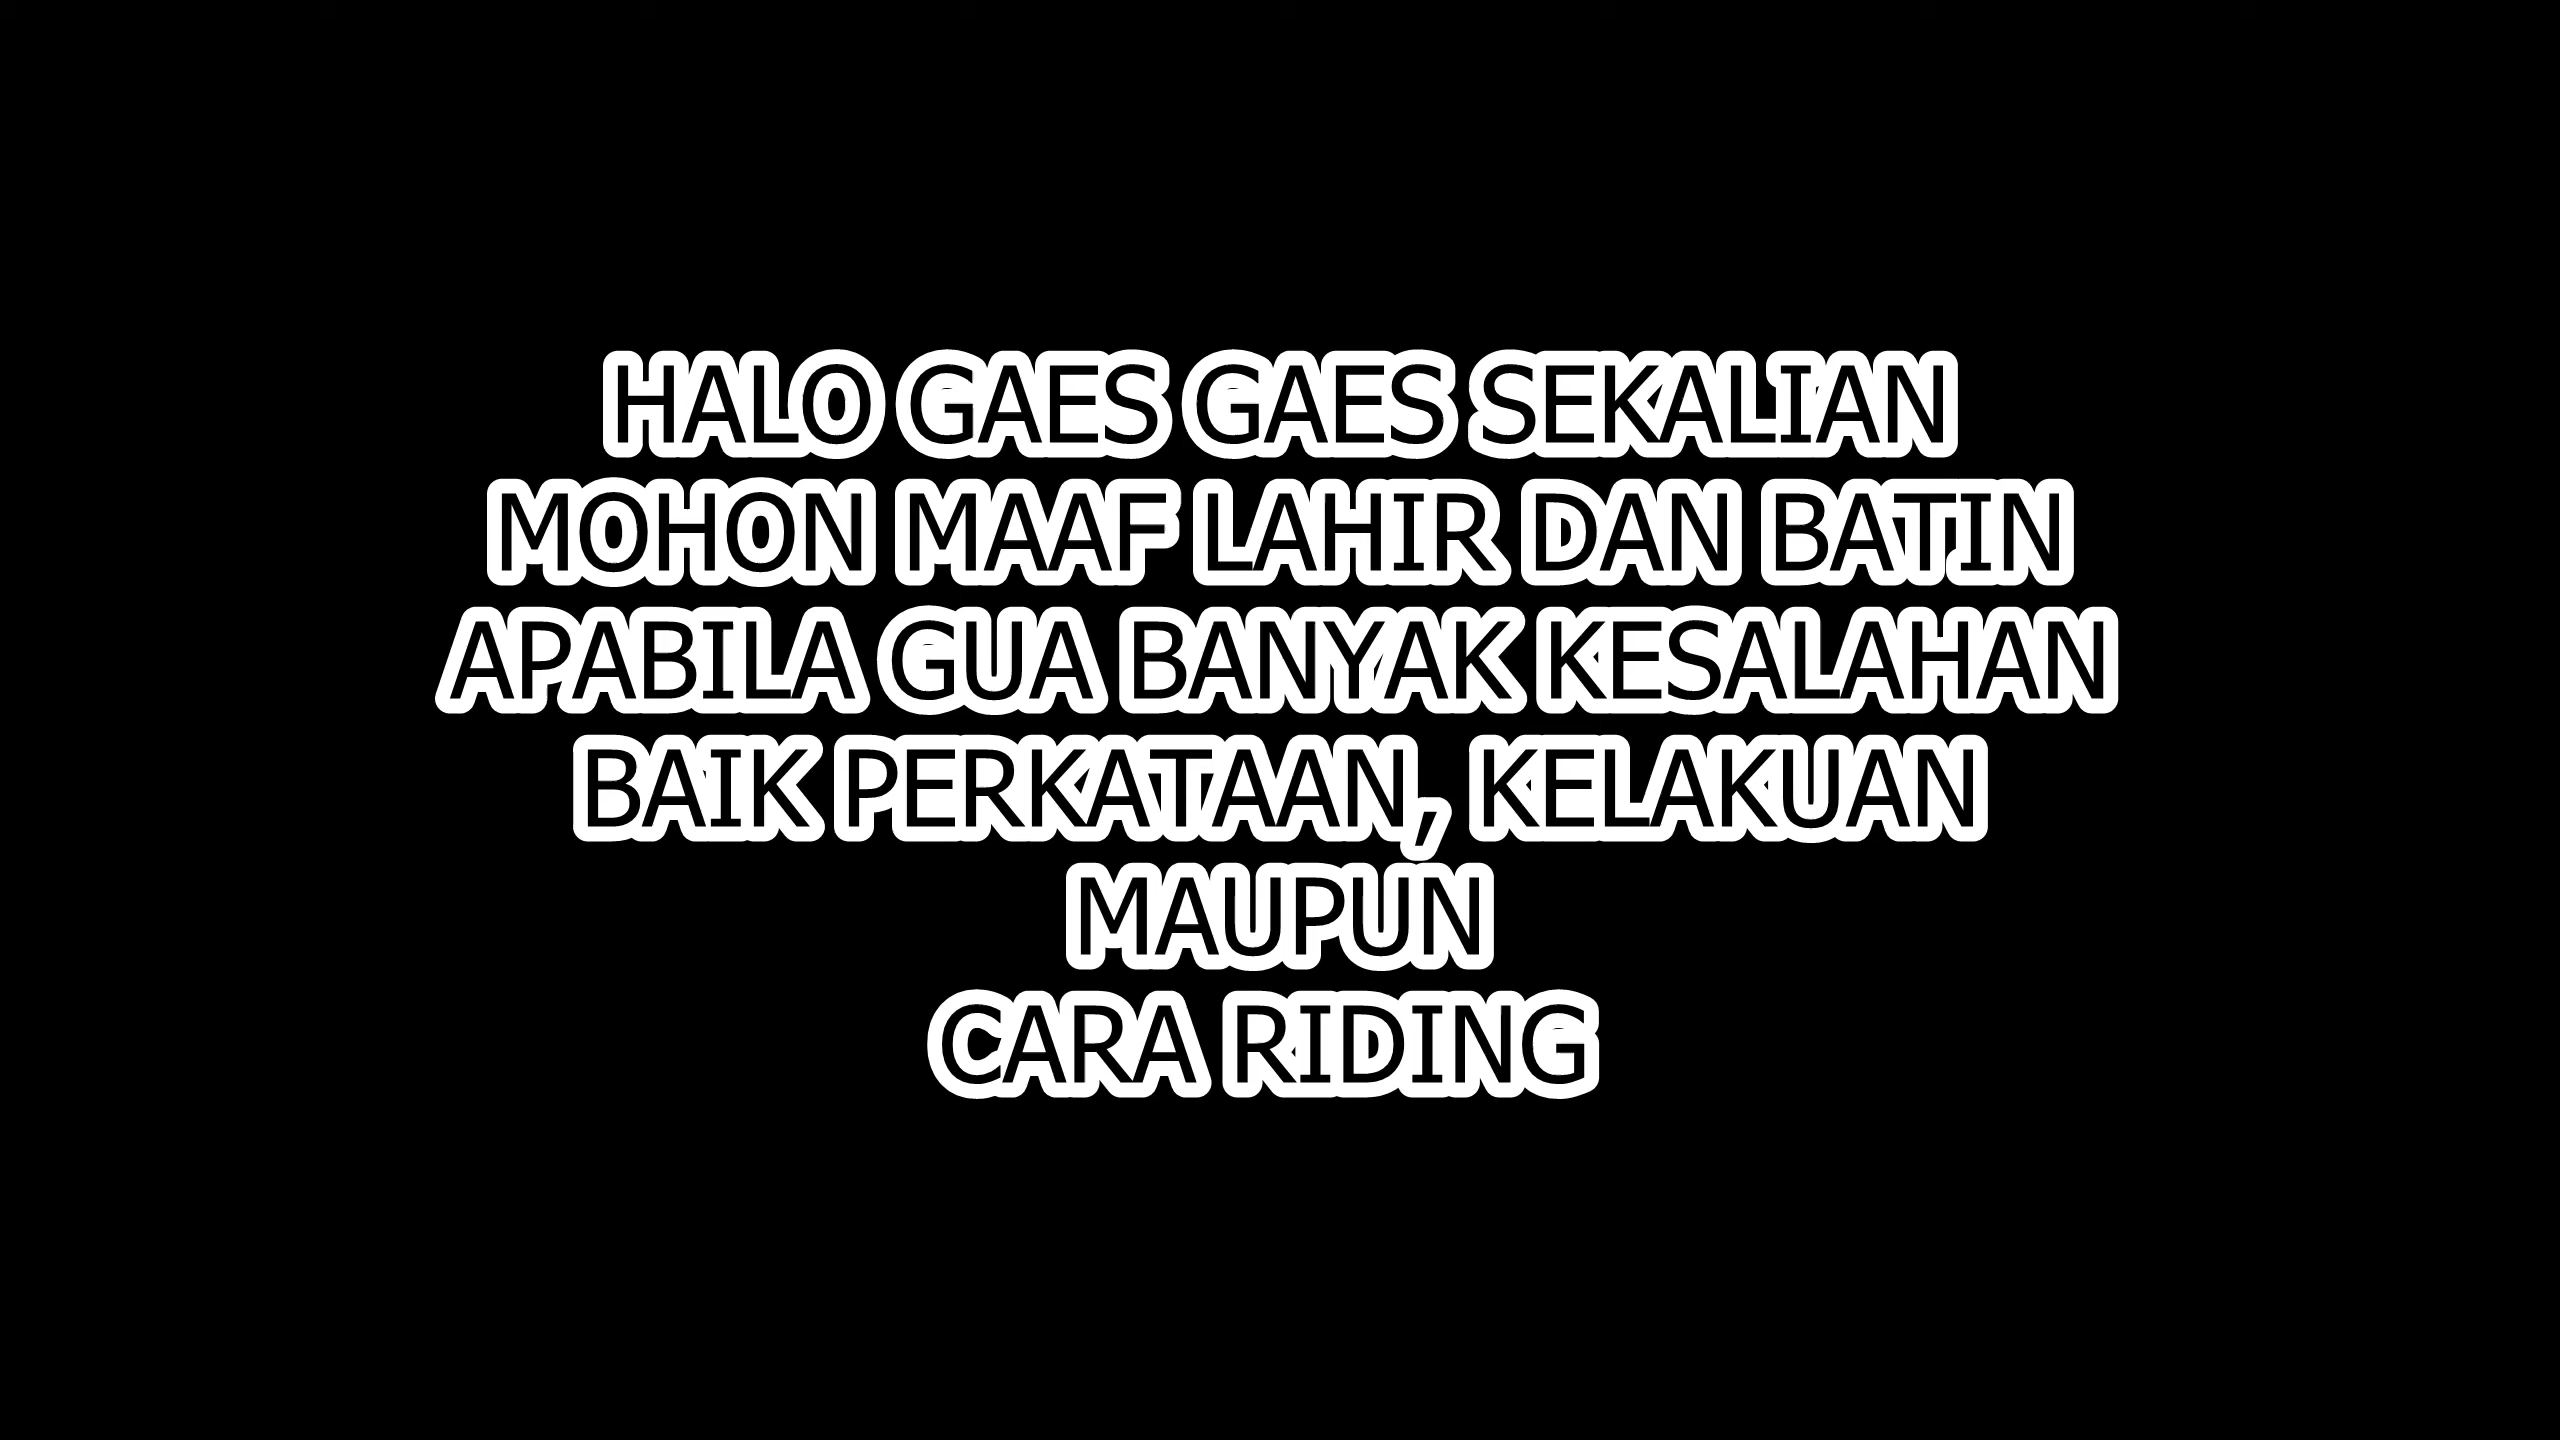 HALO GAES GAES SEKALIAN
MOHON MAAF LAHIR DAN BATIN
APABILA GUA BANYAK KESALAHAN
BAIK PERKATAAN, KELAKUAN
MAUPUN
CARA RIDING